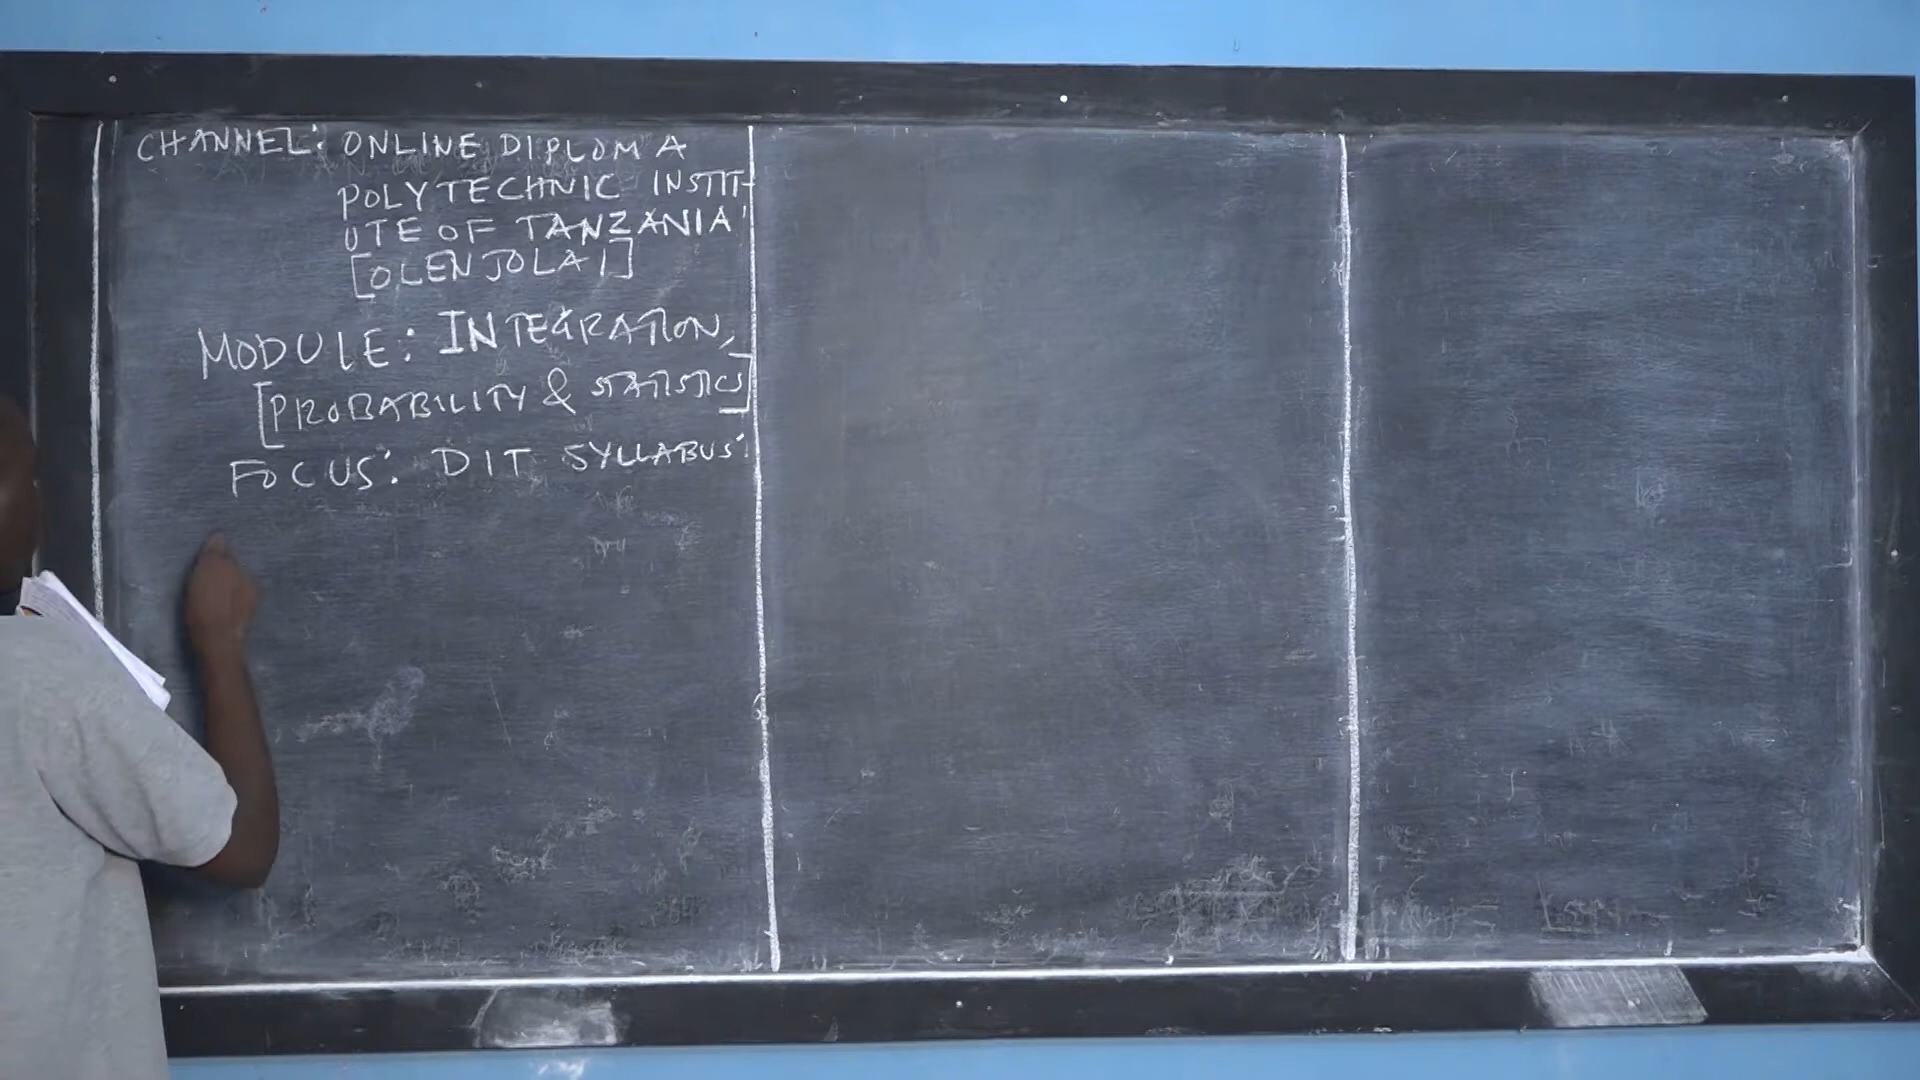 CHANNEL: ONLINE DIPLOMA
POLYTECHNIC INSTIT-
UTE OF TANZANIA
[OLENJOLAI]
MODULE: INTEGRATION,
[PROBABILITY & STATISTICS]
FOCUS: DIT SYLLABUS: